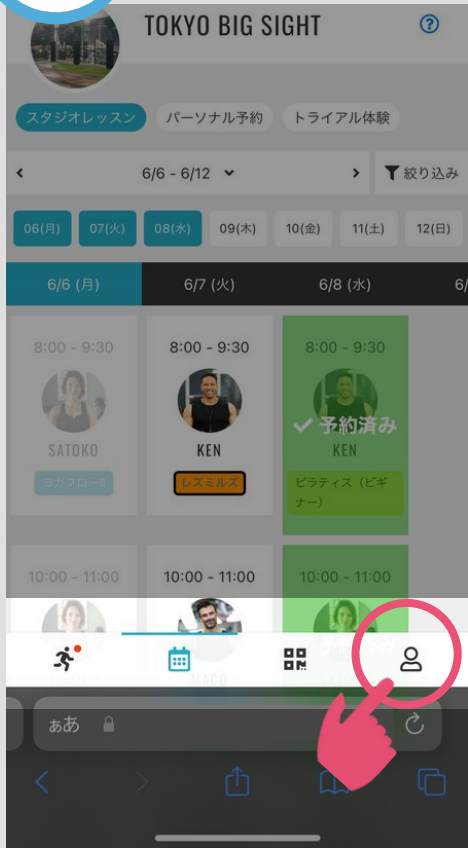 TOKYO BIG SIGHT
スタジオレッスン パーソナル予約 トライアル体験
6/6 - 6/12 絞り込み
06(月) 07(火) 08(水) 09(木) 10(金) 11(土) 12(日)
6/6 (月) 6/7 (火) 6/8 (水) 6/
8:00 - 9:30 8:00 - 9:30 8:00 - 9:30
予約済み
SATOKO KEN KEN
レズミルズ ピラティス（ビギ
ナー）
10:00 - 11:00 10:00 - 11:00 10:00 - 11:00
MACO
ぁあ